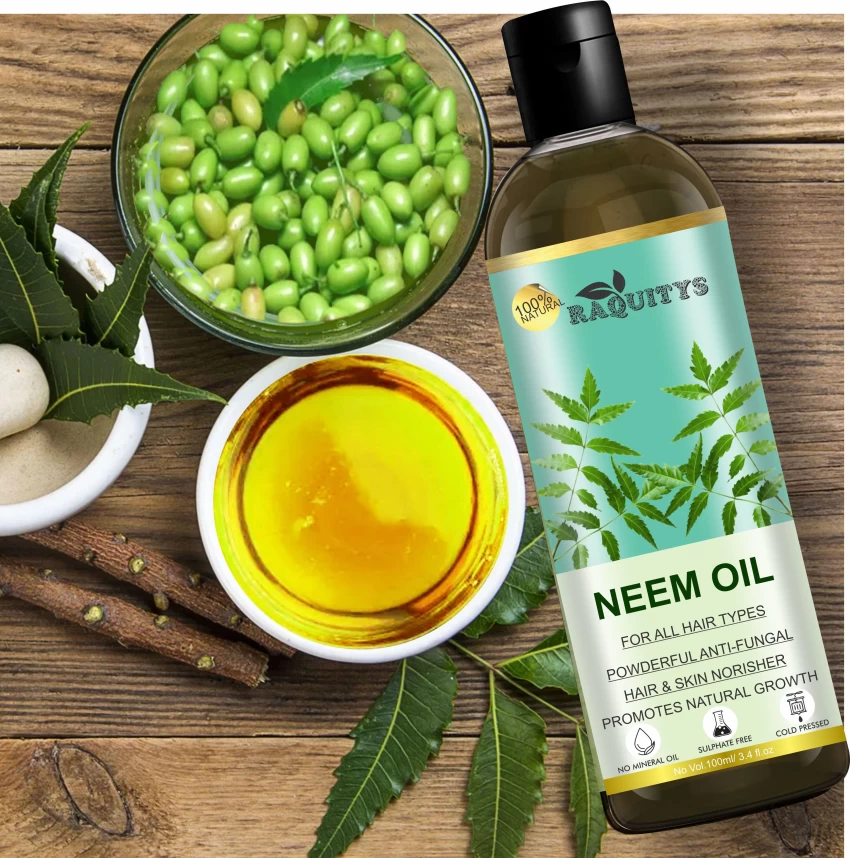 100%
NATURAL
RAQUITYS
NEEM OIL
FOR ALL HAIR TYPES
POWDERFUL ANTI-FUNGAL
HAIR & SKIN NORISHER
PROMOTES NATURAL GROWTH
NO MINERAL OIL
SULPHATE FREE
COLD PRESSED
No Vol.100ml/ 3.4 fl.oz